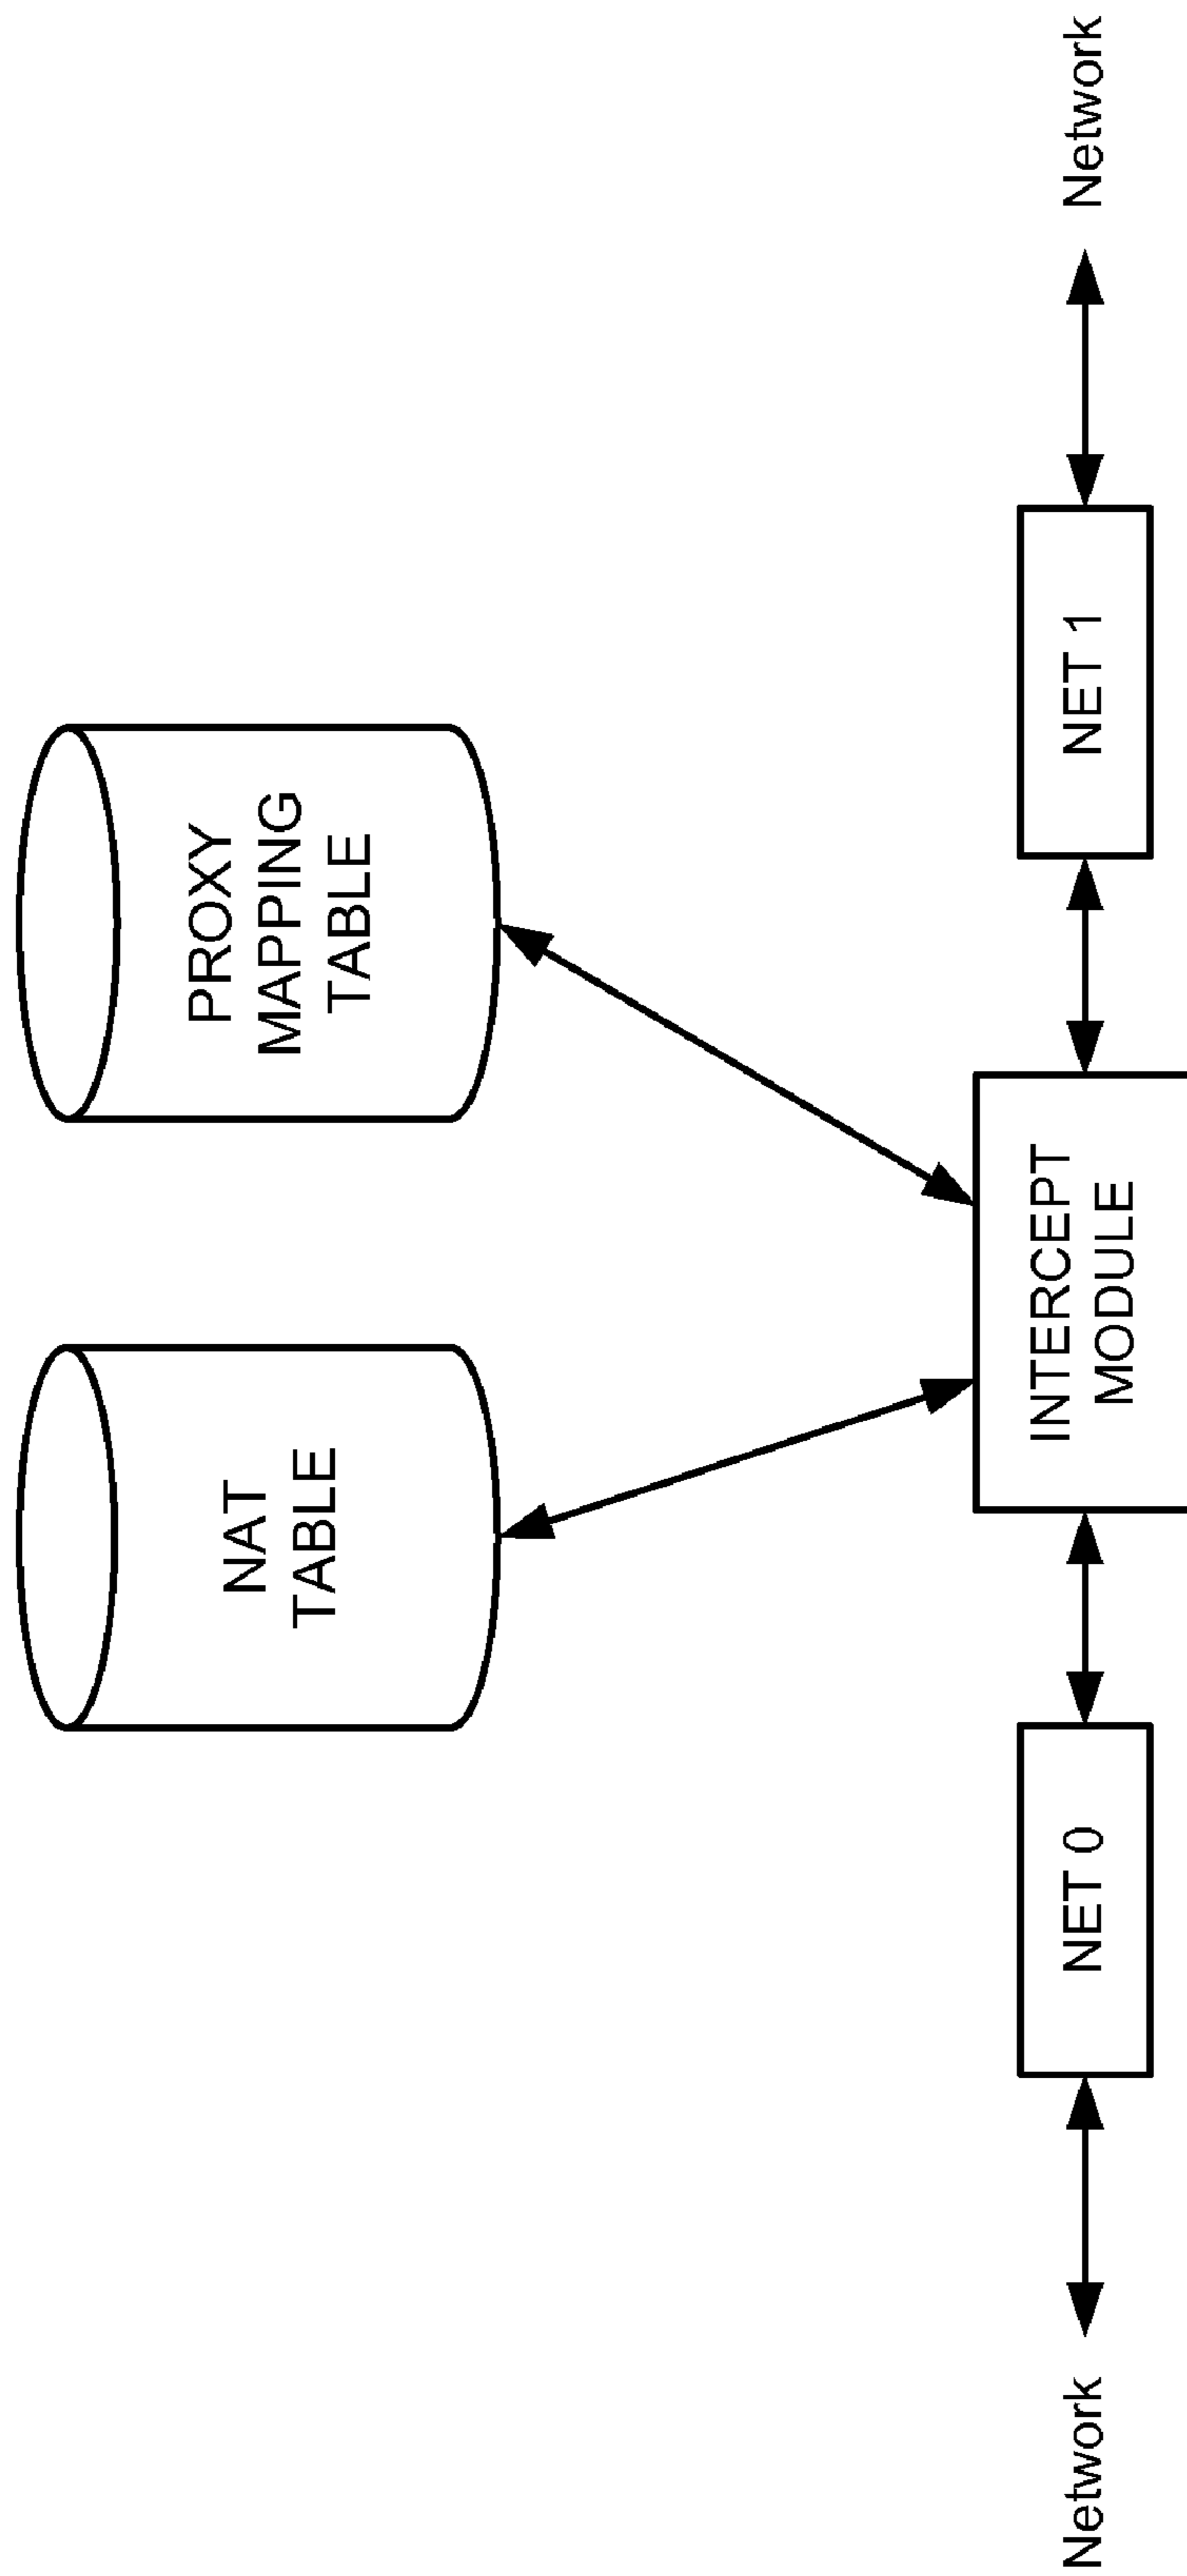 NAT
TABLE
PROXY
MAPPING
TABLE
Network
NET 0
INTERCEPT
MODULE
NET 1
Network